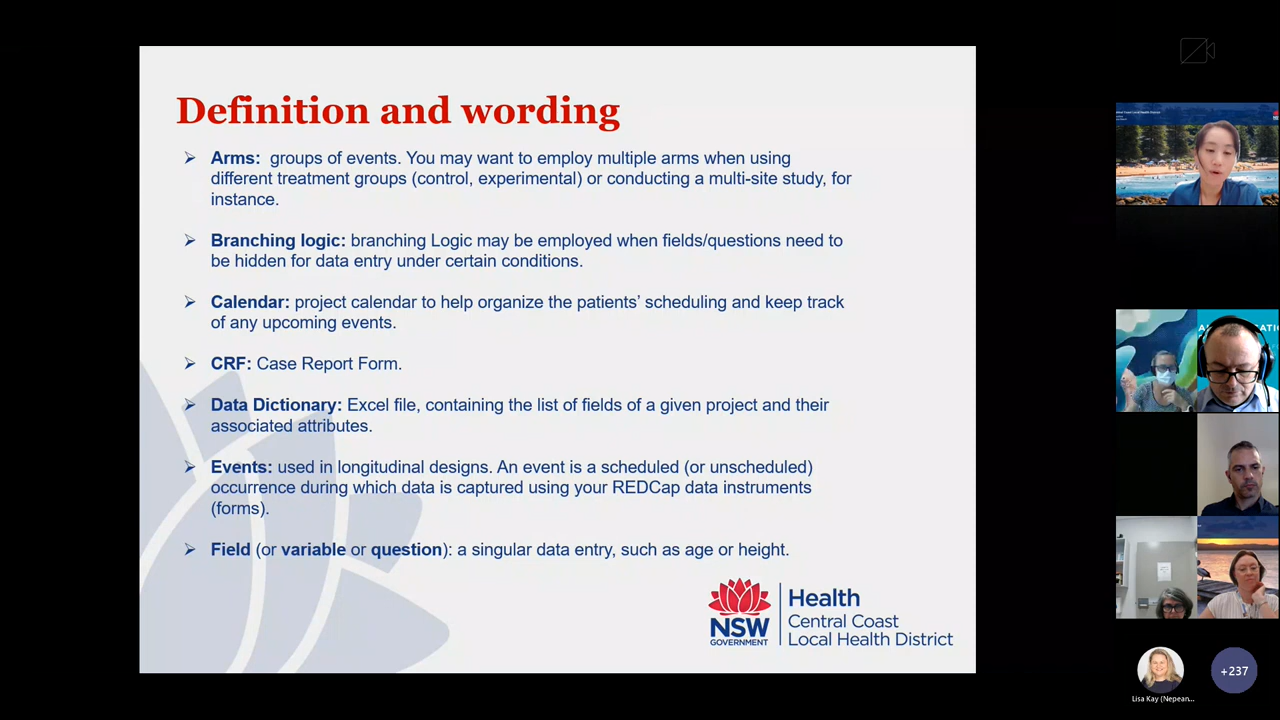 Definition and wording
Arms: groups of events. You may want to employ multiple arms when using
different treatment groups (control, experimental) or conducting a multi-site study, for
instance.
Branching logic: branching Logic may be employed when fields/questions need to
be hidden for data entry under certain conditions.
Calendar: project calendar to help organize the patients’ scheduling and keep track
of any upcoming events.
CRF: Case Report Form.
Data Dictionary: Excel file, containing the list of fields of a given project and their
associated attributes.
Events: used in longitudinal designs. An event is a scheduled (or unscheduled)
occurrence during which data is captured using your REDCap data instruments
(forms).
Field (or variable or question): a singular data entry, such as age or height.
NSW
GOVERNMENT
Health
Central Coast
Local Health District
Lisa Kay (Nepean...
+237